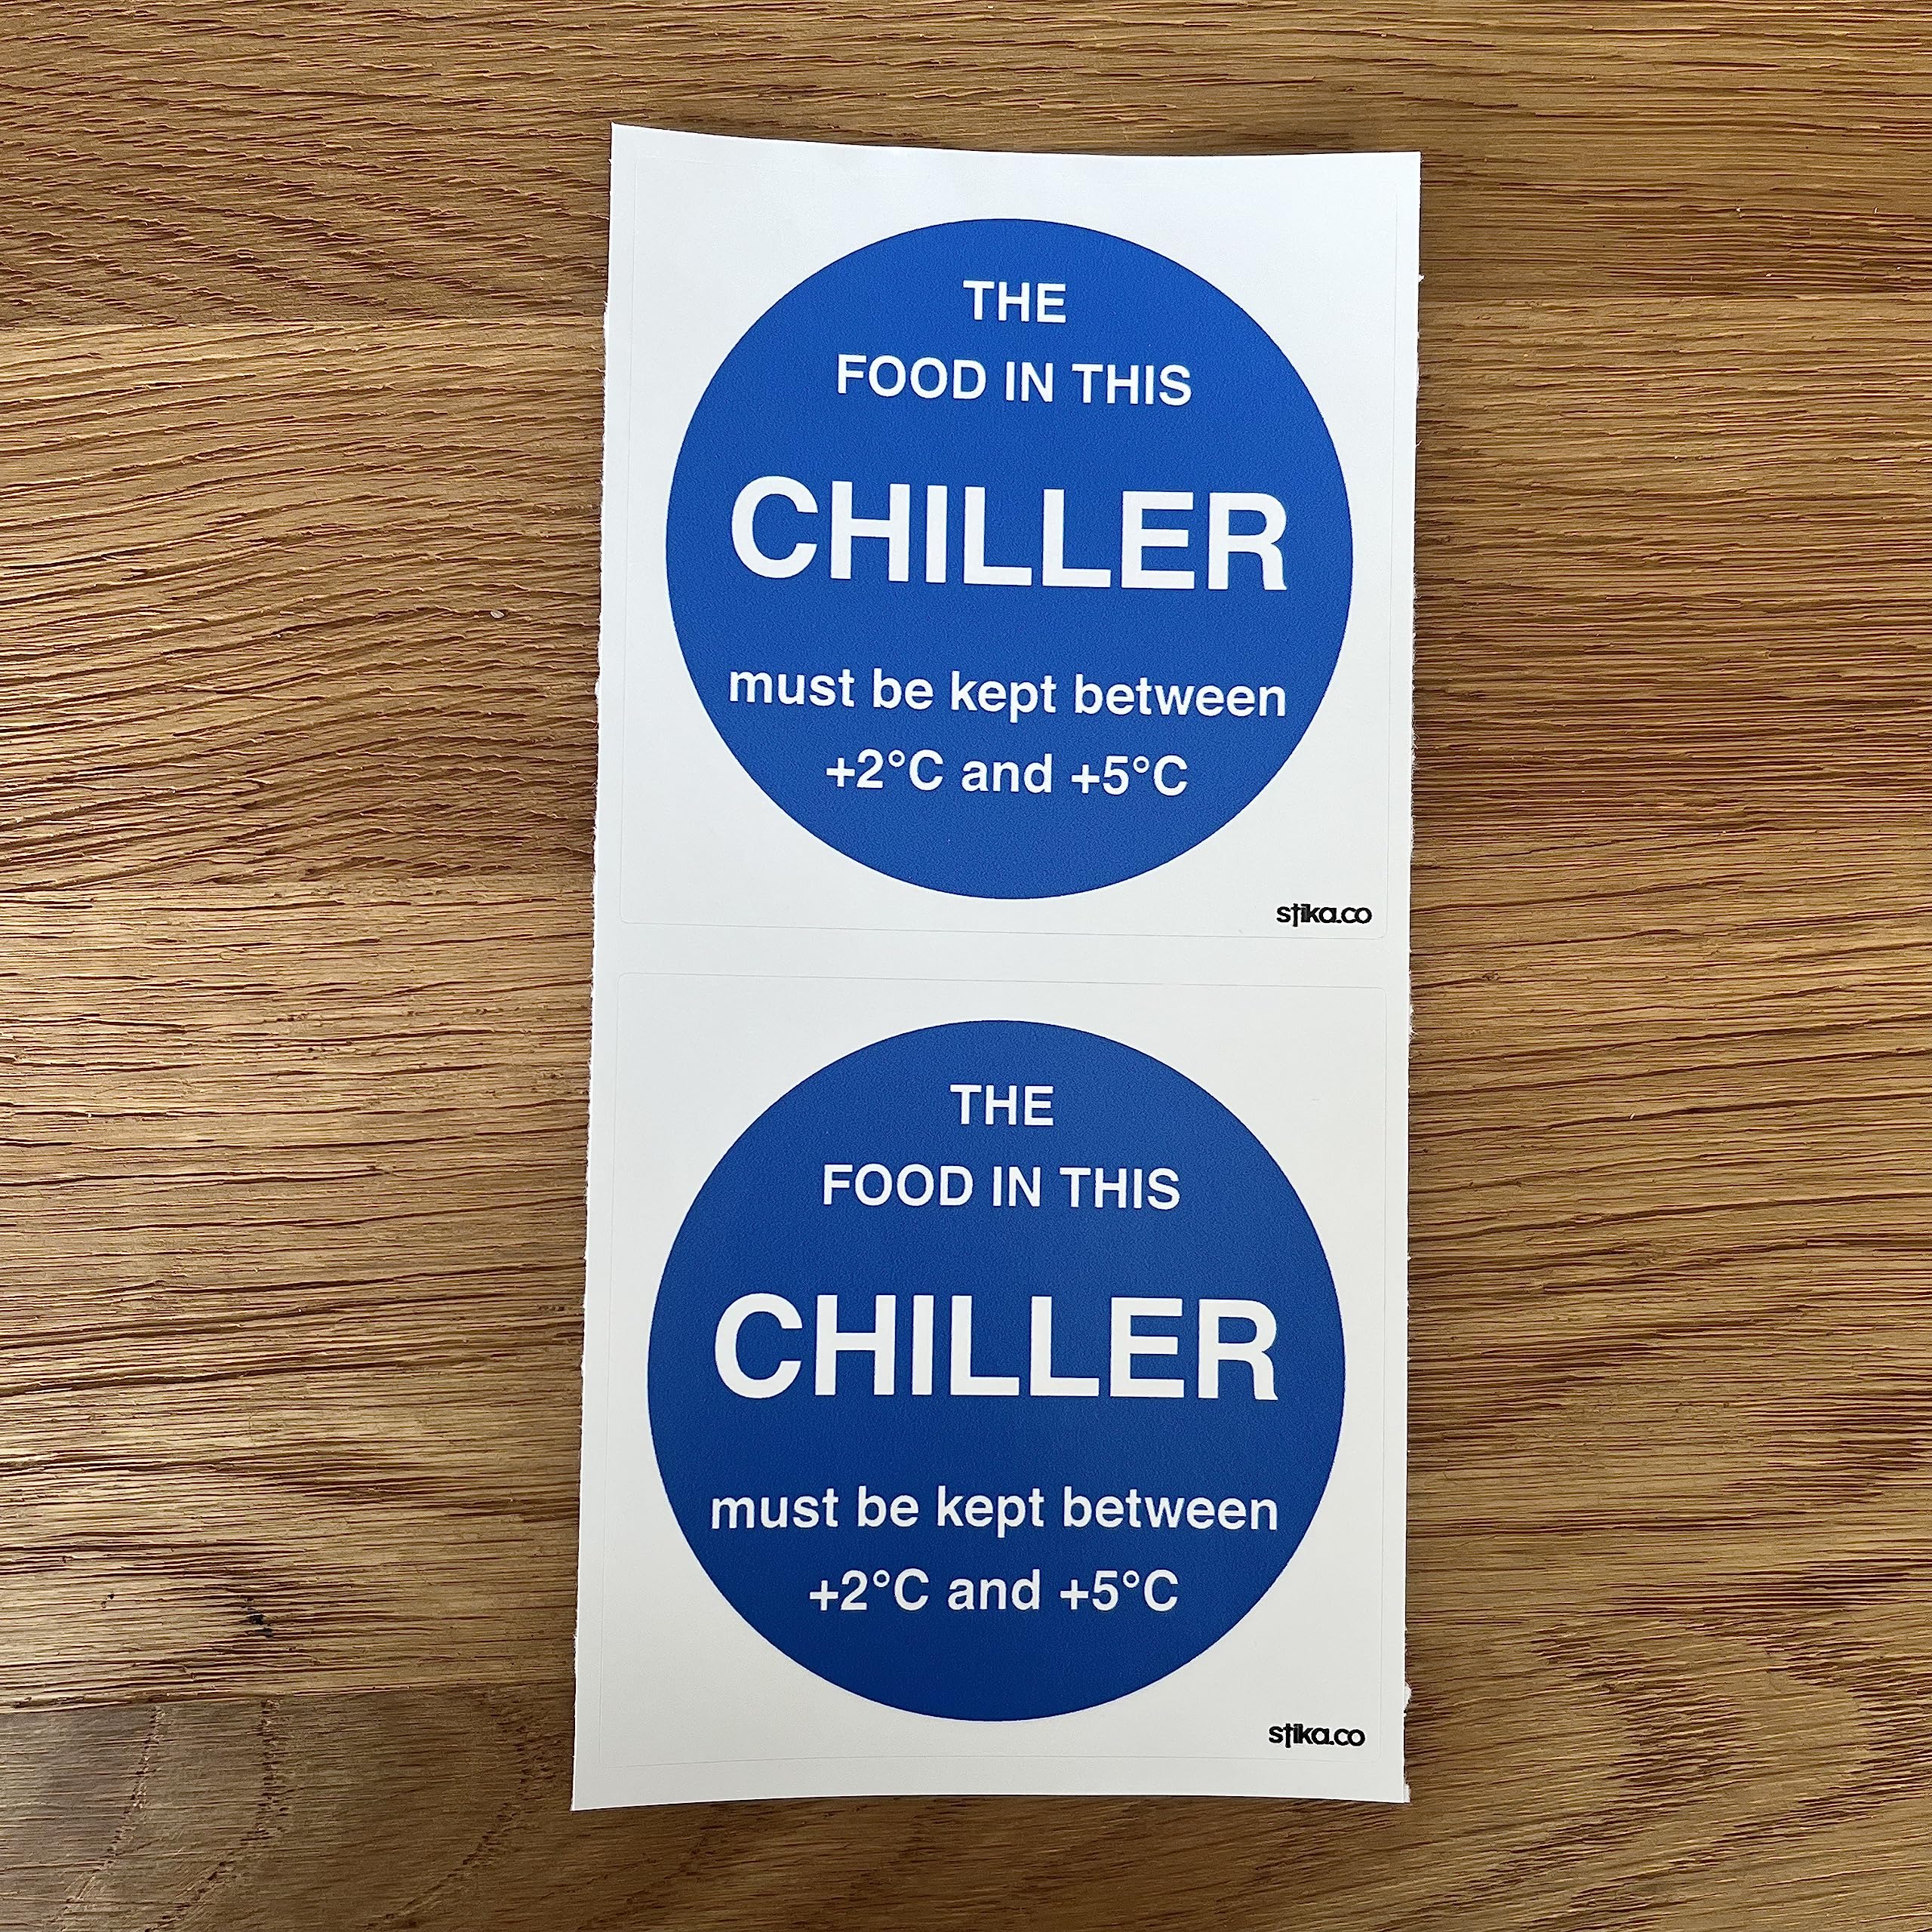 THE
FOOD IN THIS
CHILLER
must be kept between
+2°C and +5°C
stika.co
THE
FOOD IN THIS
CHILLER
must be kept between
+2°C and +5°C
stika.co